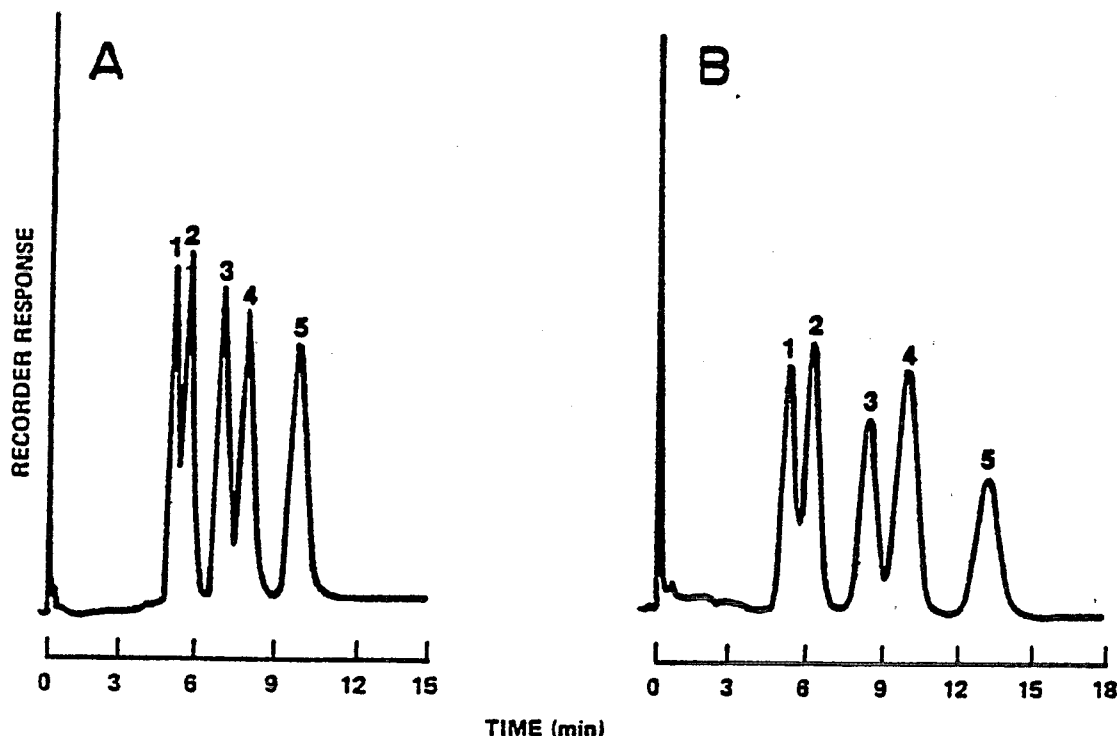 A
B
RECORDER RESPONSE
1 2 3 4 5
1 2 3 4 5
0 3 6 9 12 15
0 3 6 9 12 15 18
TIME (min)